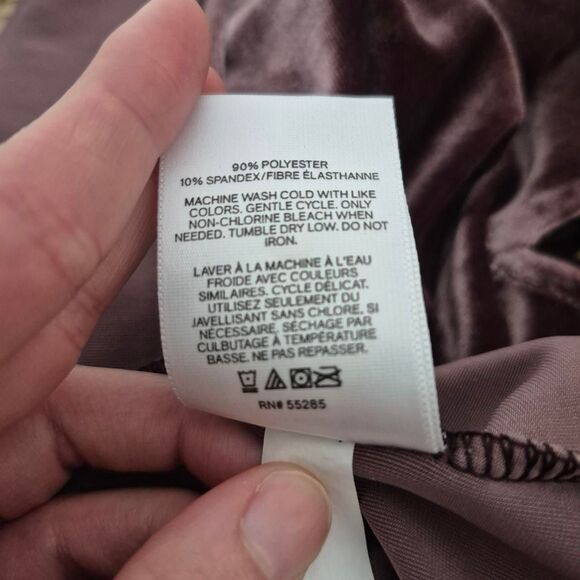 90% POLYESTER
10% SPANDEX/FIBRE ÉLASTHANNE
MACHINE WASH COLD WITH LIKE
COLORS. GENTLE CYCLE. ONLY
NON-CHLORINE BLEACH WHEN
NEEDED. TUMBLE DRY LOW. DO NOT
IRON.
LAVER À LA MACHINE À L'EAU
FROIDE AVEC COULEURS
SIMILAIRES. CYCLE DÉLICAT.
UTILISEZ SEULEMENT DU
JAVELLISANT SANS CHLORE, SI
NÉCESSAIRE. SÉCHAGE PAR
CULBUTAGE À TEMPÉRATURE
BASSE. NE PAS REPASSER.
RN# 55285